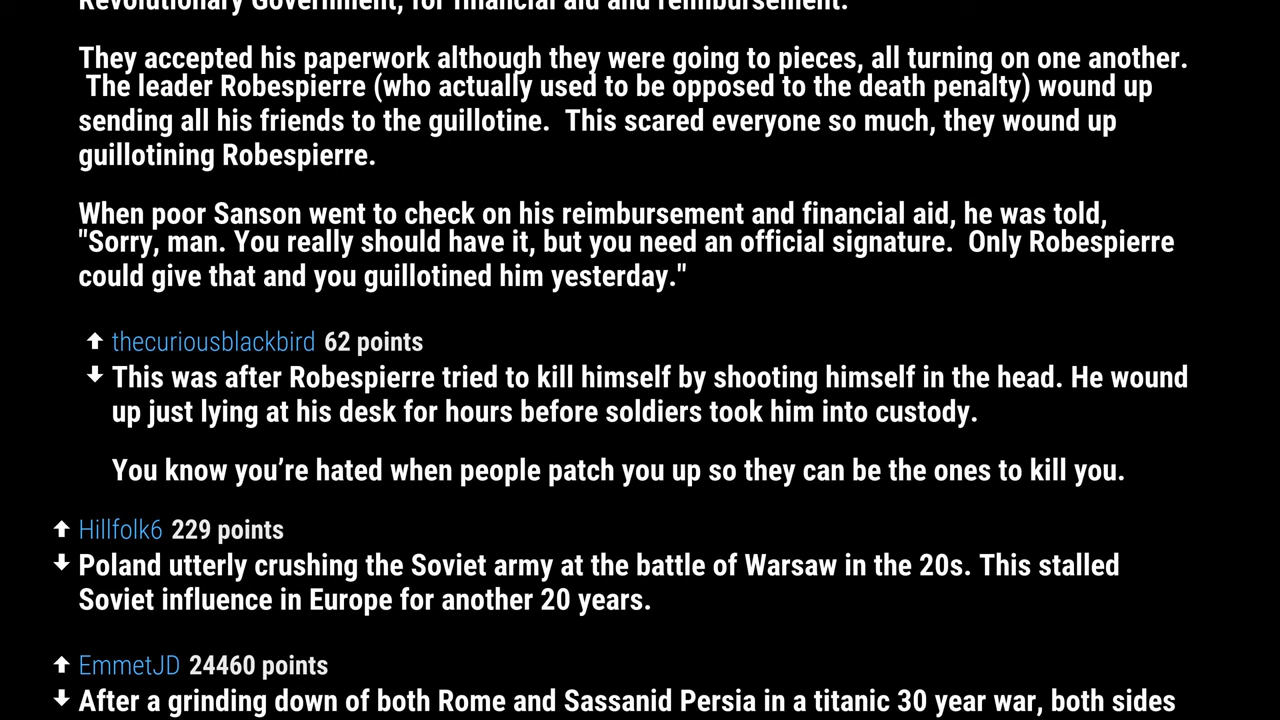 Revolutionary Government, for financial aid and reimbursement.
They accepted his paperwork although they were going to pieces, all turning on one another.
The leader Robespierre (who actually used to be opposed to the death penalty) wound up
sending all his friends to the guillotine.  This scared everyone so much, they wound up
guillotining Robespierre.
When poor Sanson went to check on his reimbursement and financial aid, he was told,
"Sorry, man. You really should have it, but you need an official signature.  Only Robespierre
could give that and you guillotined him yesterday."
thecuriousblackbird 62 points
This was after Robespierre tried to kill himself by shooting himself in the head. He wound
up just lying at his desk for hours before soldiers took him into custody.
You know you’re hated when people patch you up so they can be the ones to kill you.
Hillfolk6 229 points
Poland utterly crushing the Soviet army at the battle of Warsaw in the 20s. This stalled
Soviet influence in Europe for another 20 years.
EmmetJD 24460 points
After a grinding down of both Rome and Sassanid Persia in a titanic 30 year war, both sides